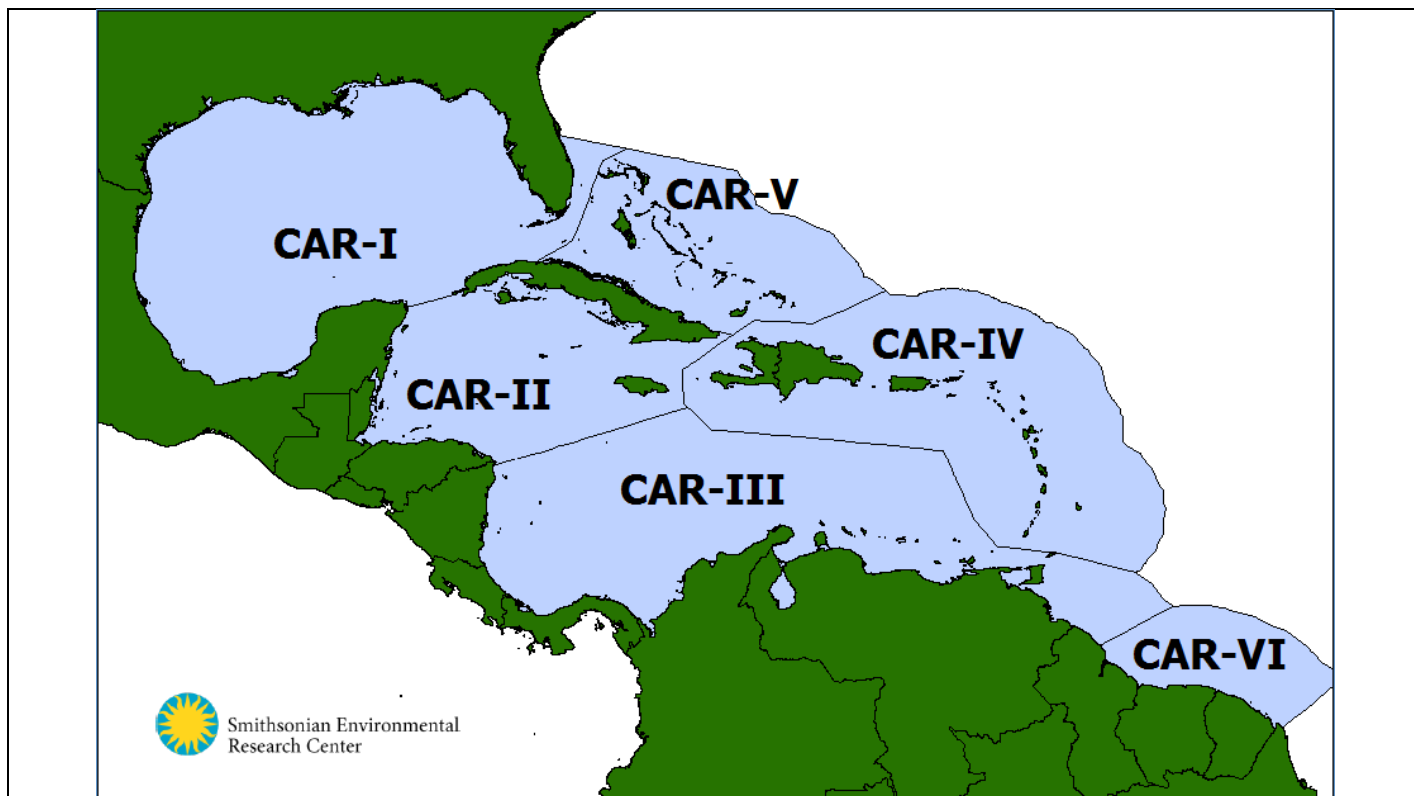 CAR-V
CAR-I
CAR-IV
CAR-II
CAR-III
CAR-VI
Smithsonian Environmental
Research Center